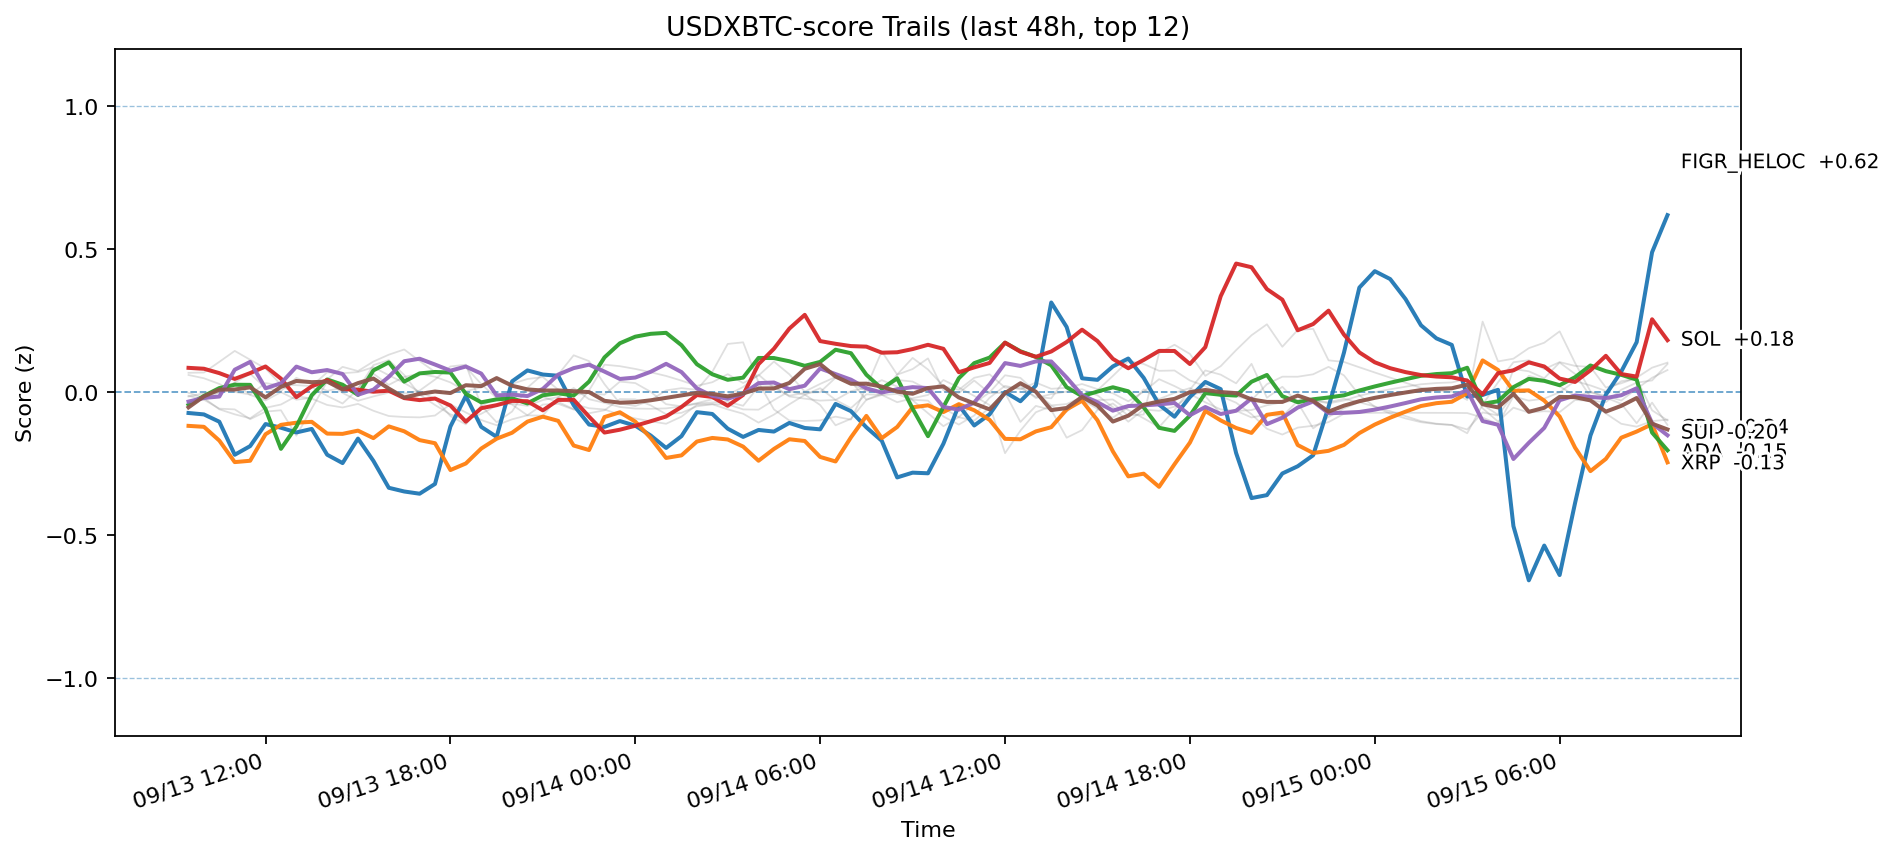 USDXBTC-score Trails (last 48h, top 12)
Score (z)
1.0
0.5
0.0
−0.5
−1.0
FIGR_HELOC +0.62
SOL +0.18
SUI -0.20
ADA -0.15
XRP -0.13
09/13 12:00
09/13 18:00
09/14 00:00
09/14 06:00
09/14 12:00
09/14 18:00
09/15 00:00
09/15 06:00
Time